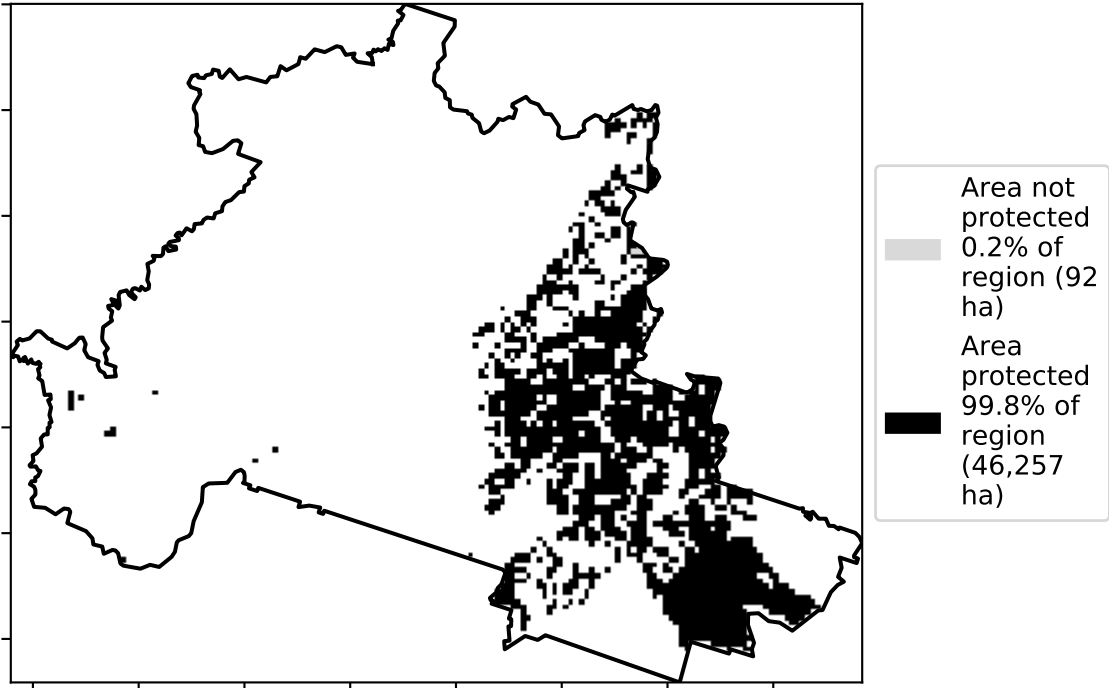 Area not
protected
0.2% of
region (92
ha)
Area
protected
99.8% of
region
(46,257
ha)